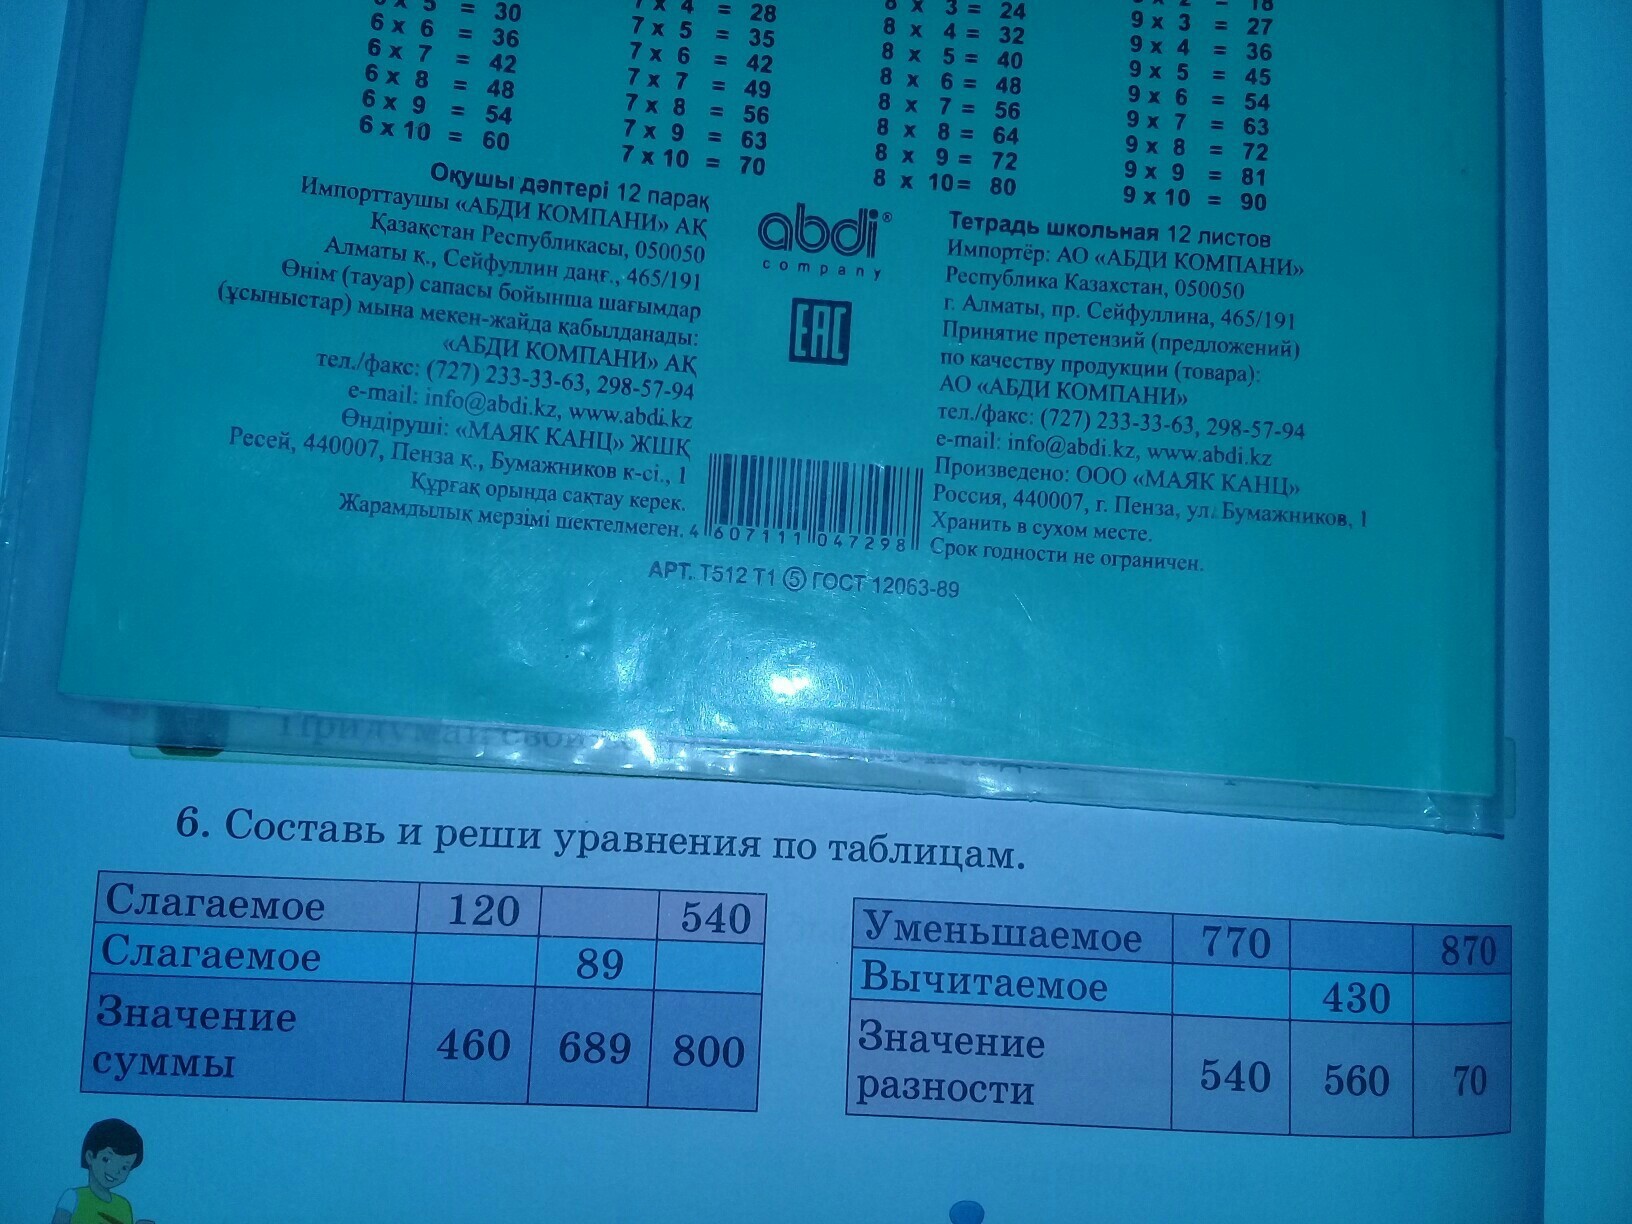 6 x 5 = 30
6 x 6 = 36
6 x 7 = 42
6 x 8 = 48
6 x 9 = 54
6 x 10 = 60
7 x 4 = 28
7 x 5 = 35
7 x 6 = 42
7 x 7 = 49
7 x 8 = 56
7 x 9 = 63
7 x 10 = 70
8 x 3 = 24
8 x 4 = 32
8 x 5 = 40
8 x 6 = 48
8 x 7 = 56
8 x 8 = 64
8 x 9 = 72
8 x 10 = 80
9 x 2 = 18
9 x 3 = 27
9 x 4 = 36
9 x 5 = 45
9 x 6 = 54
9 x 7 = 63
9 x 8 = 72
9 x 9 = 81
9 x 10 = 90
Оқушы дәптері 12 парақ
Импорттаушы «АБДИ КОМПАНИ» АҚ
Қазақстан Республикасы, 050050
Алматы қ., Сейфуллин даңғ., 465/191
Өнім (тауар) сапасы бойынша шағымдар
(ұсыныстар) мына мекен-жайда қабылданады:
«АБДИ КОМПАНИ» АҚ
тел./факс: (727) 233-33-63, 298-57-94
e-mail: info@abdi.kz, www.abdi.kz
Өндіруші: «МАЯК КАНЦ» ЖШҚ
Ресей, 440007, Пенза қ., Бумажников к-сі., 1
Құрғақ орында сақтау керек.
Жарамдылық мерзімі шектелмеген.
abdi®
company
EAC
4 607111 047298
Тетрадь школьная 12 листов
Импортёр: АО «АБДИ КОМПАНИ»
Республика Казахстан, 050050
г. Алматы, пр. Сейфуллина, 465/191
Принятие претензий (предложений)
по качеству продукции (товара):
АО «АБДИ КОМПАНИ»
тел./факс: (727) 233-33-63, 298-57-94
e-mail: info@abdi.kz, www.abdi.kz
Произведено: ООО «МАЯК КАНЦ»
Россия, 440007, г. Пенза, ул. Бумажников, 1
Хранить в сухом месте.
Срок годности не ограничен.
АРТ. Т512 Т1 ⑤ ГОСТ 12063-89
Придумай
6. Составь и реши уравнения по таблицам.
Слагаемое 120 540
Слагаемое 89
Значение
суммы 460 689 800
Уменьшаемое 770 870
Вычитаемое 430
Значение
разности 540 560 70